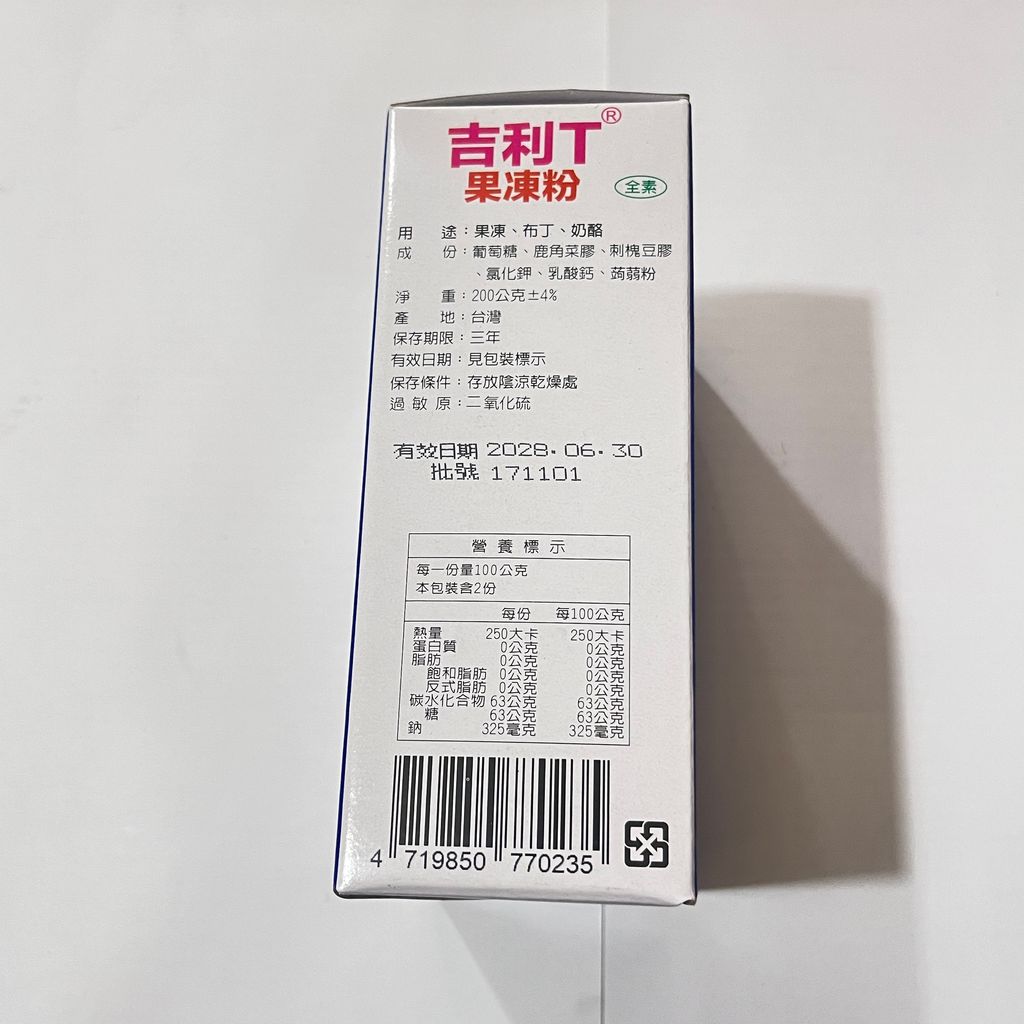 吉利T®
果凍粉 全素
用 途：果凍、布丁、奶酪
成 份：葡萄糖、鹿角菜膠、刺槐豆膠
、氯化鉀、乳酸鈣、蒟蒻粉
淨 重：200公克±4%
產 地：台灣
保存期限：三年
有效日期：見包裝標示
保存條件：存放陰涼乾燥處
過 敏 原：二氧化硫
有效日期 2028.06.30
批號 171101
營養標示
每一份量100公克
本包裝含2份
每份 每100公克
熱量 250大卡 250大卡
蛋白質 0公克 0公克
脂肪 0公克 0公克
飽和脂肪 0公克 0公克
反式脂肪 0公克 0公克
碳水化合物 63公克 63公克
糖 63公克 63公克
鈉 325毫克 325毫克
4 719850 770235